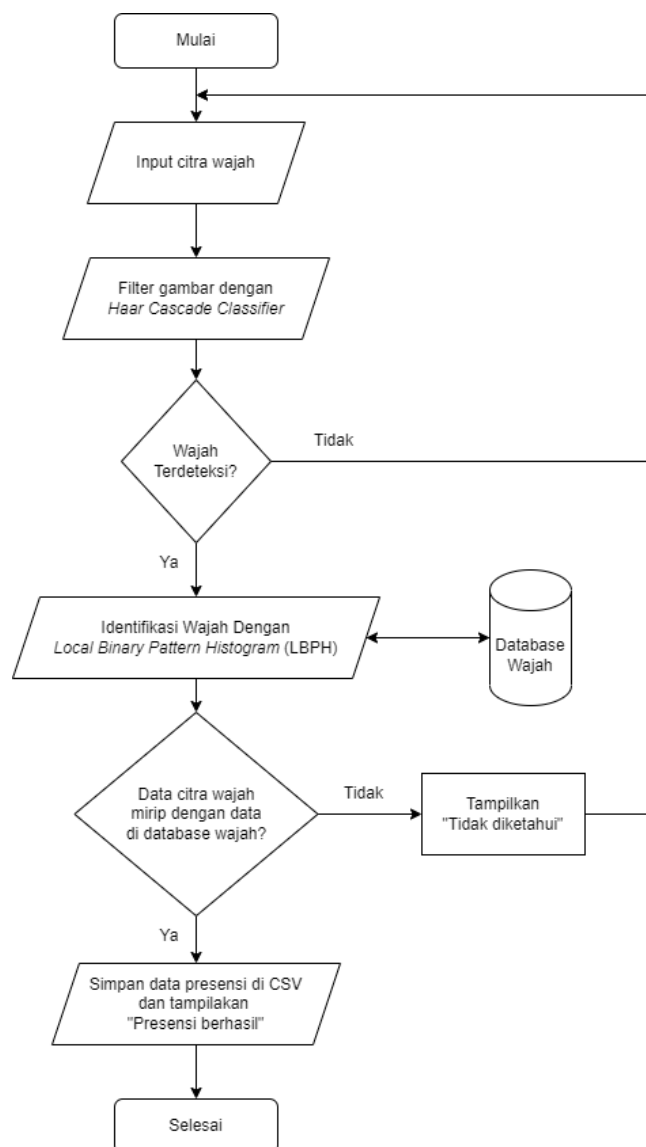 Mulai
Input citra wajah
Filter gambar dengan
Haar Cascade Classifier
Wajah
Terdeteksi?
Tidak
Ya
Identifikasi Wajah Dengan
Local Binary Pattern Histogram (LBPH)
Database
Wajah
Data citra wajah
mirip dengan data
di database wajah?
Tidak
Tampilkan
"Tidak diketahui"
Ya
Simpan data presensi di CSV
dan tampilakan
"Presensi berhasil"
Selesai